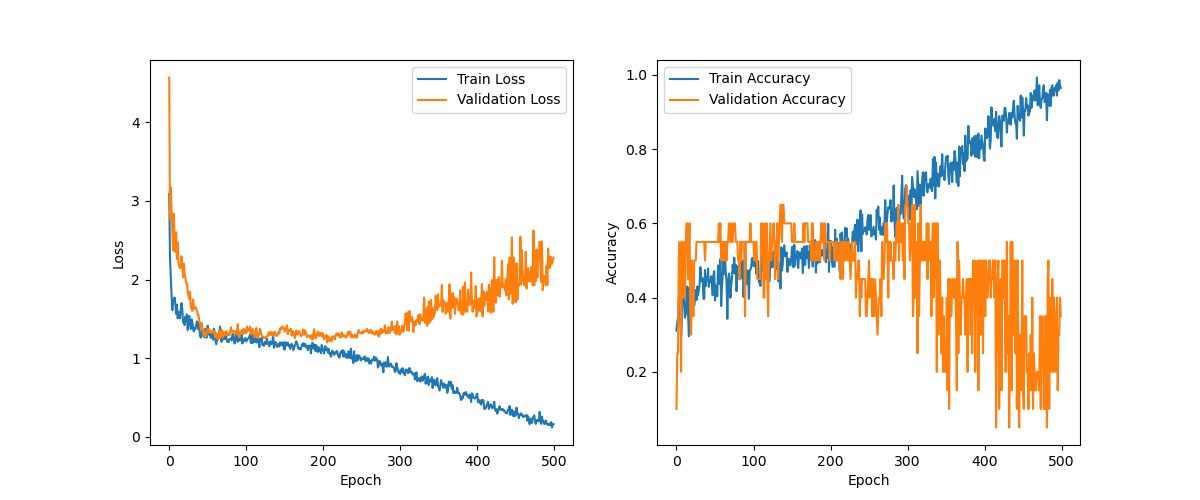 Train Loss
Validation Loss
4
3
2
1
0
Loss
0 100 200 300 400 500
Epoch
Train Accuracy
Validation Accuracy
1.0
0.8
0.6
0.4
0.2
Accuracy
0 100 200 300 400 500
Epoch